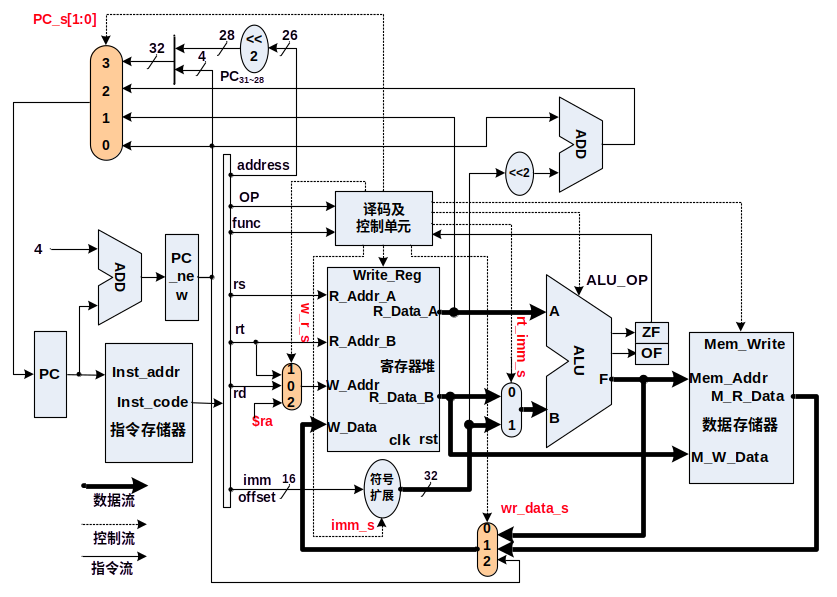 PC_s[1:0]
32
28
<<
2
26
4
PC31~28
3
2
1
0
address
OP
func
译码及
控制单元
<<2
ADD
4
ADD
PC
_ne
w
rs
rt
rd
w_r_s
1
0
2
$ra
Write_Reg
R_Addr_A
R_Data_A
R_Addr_B
寄存器堆
W_Addr
R_Data_B
W_Data
clk rst
rt_imm_s
0
1
ALU_OP
A
ALU
F
B
ZF
OF
Mem_Write
Mem_Addr
M_R_Data
数据存储器
M_W_Data
PC
Inst_addr
Inst_code
指令存储器
imm
offset
16
符号
扩展
32
imm_s
wr_data_s
0
1
2
数据流
控制流
指令流